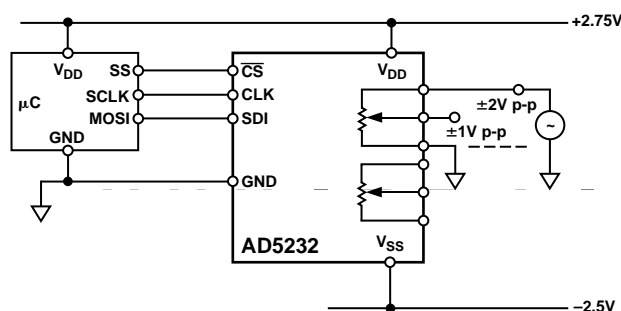 +2.75V
VDD
SS
CS
VDD
μC
SCLK
CLK
±2V p-p
MOSI
SDI
~
±1V p-p
GND
GND
AD5232
VSS
–2.5V